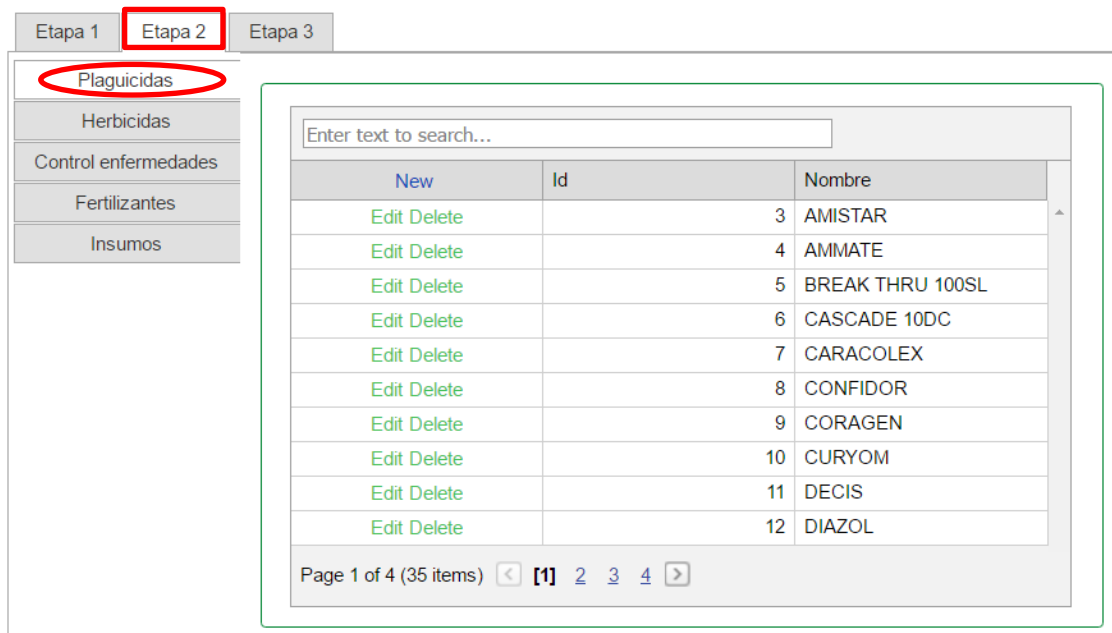 Etapa 1 Etapa 2 Etapa 3
Plaguicidas
Herbicidas
Control enfermedades
Fertilizantes
Insumos
Enter text to search...
New Id Nombre
Edit Delete 3 AMISTAR
Edit Delete 4 AMMATE
Edit Delete 5 BREAK THRU 100SL
Edit Delete 6 CASCADE 10DC
Edit Delete 7 CARACOLEX
Edit Delete 8 CONFIDOR
Edit Delete 9 CORAGEN
Edit Delete 10 CURYOM
Edit Delete 11 DECIS
Edit Delete 12 DIAZOL
Page 1 of 4 (35 items) < [1] 2 3 4 >